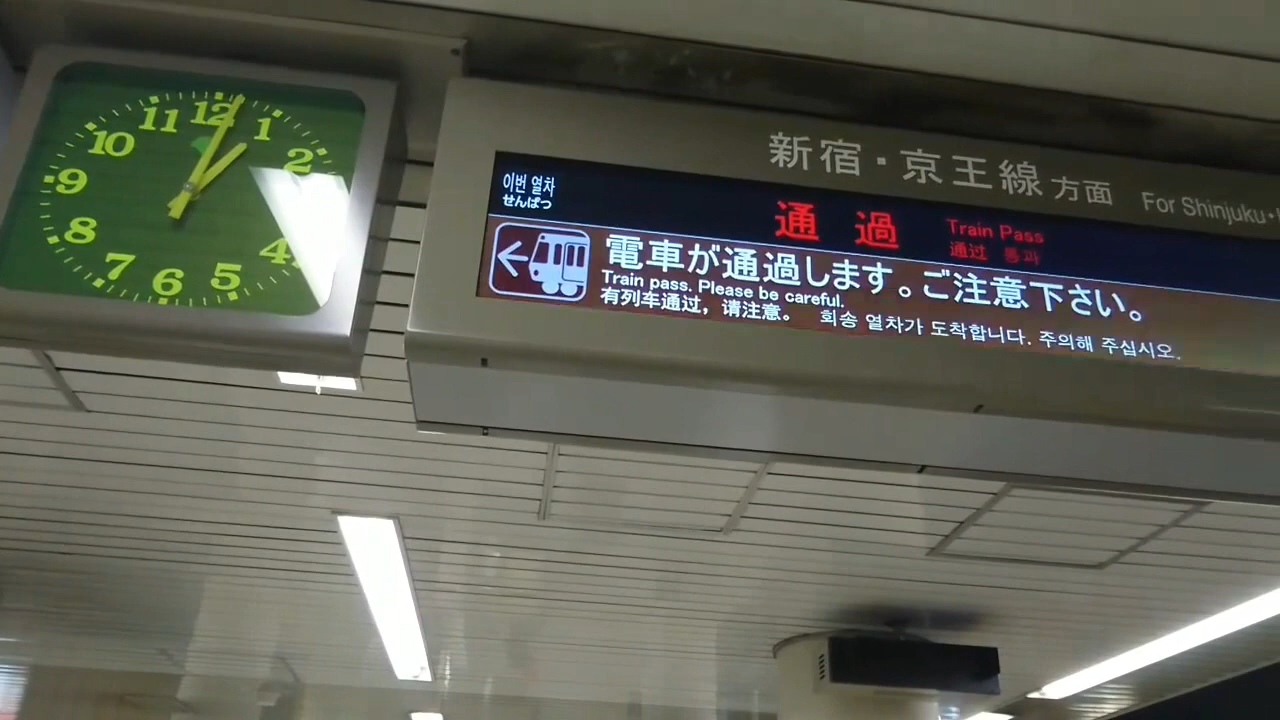 12
1
2
4
5
6
7
8
9
10
11
新宿・京王線方面 For Shinjuku・
이번 열차
せんぱつ
通過
Train Pass
通过 통과
電車が通過します。ご注意下さい。
Train pass. Please be careful.
有列车通过，请注意。 회송 열차가 도착합니다. 주의해 주십시오.